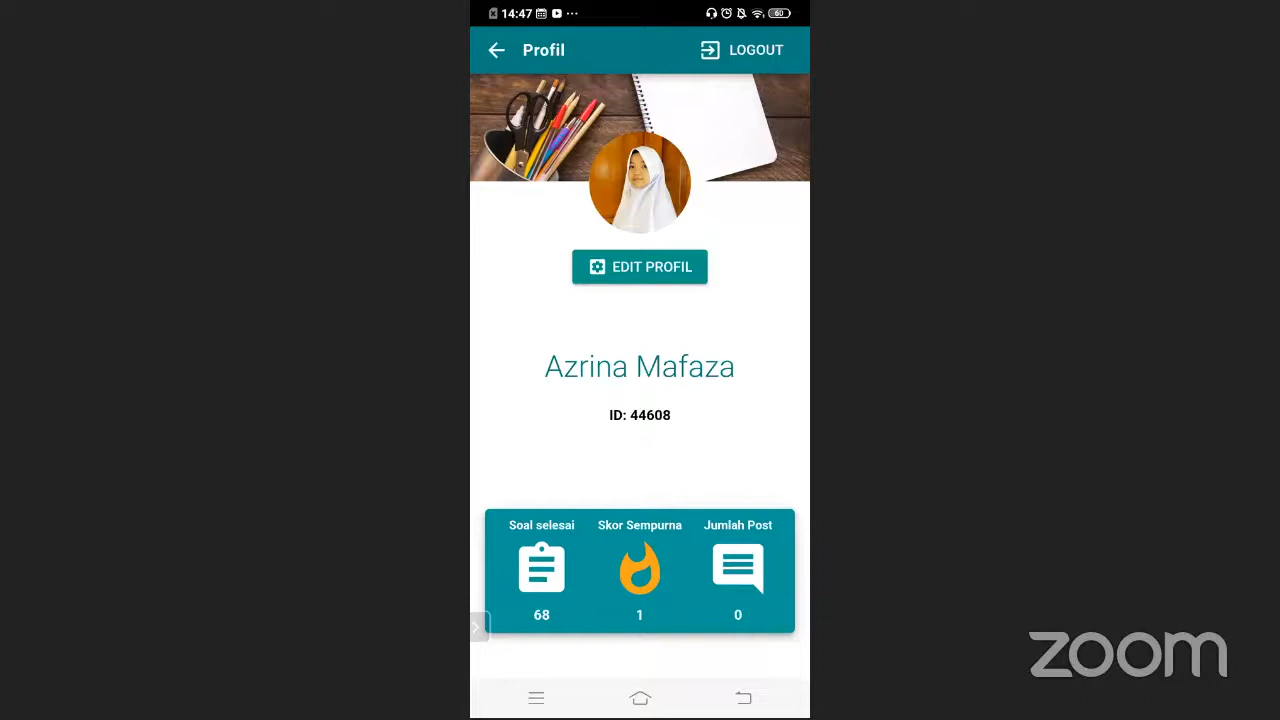 14:47
60
Profil
LOGOUT
EDIT PROFIL
Azrina Mafaza
ID: 44608
Soal selesai Skor Sempurna Jumlah Post
68 1 0
zoom